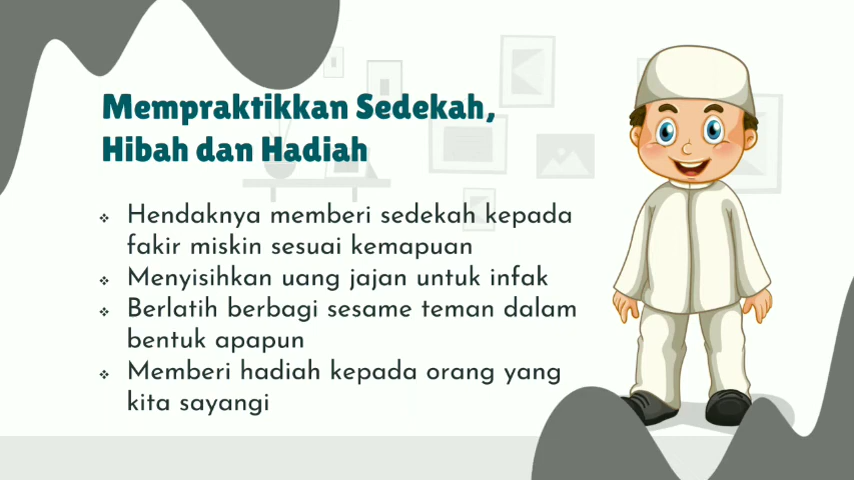 Mempraktikkan Sedekah,
Hibah dan Hadiah
Hendaknya memberi sedekah kepada
fakir miskin sesuai kemapuan
Menyisihkan uang jajan untuk infak
Berlatih berbagi sesame teman dalam
bentuk apapun
Memberi hadiah kepada orang yang
kita sayangi